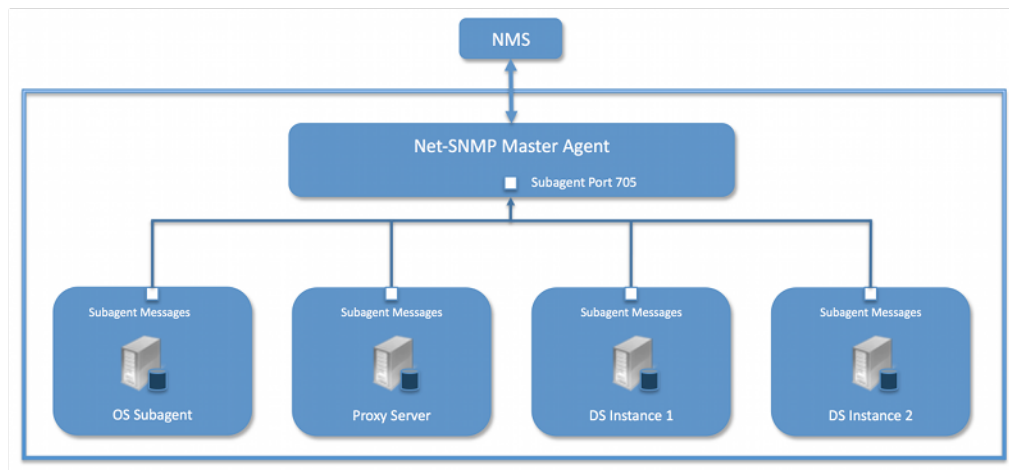 NMS
Net-SNMP Master Agent
Subagent Port 705
Subagent Messages
Subagent Messages
Subagent Messages
Subagent Messages
OS Subagent
Proxy Server
DS Instance 1
DS Instance 2